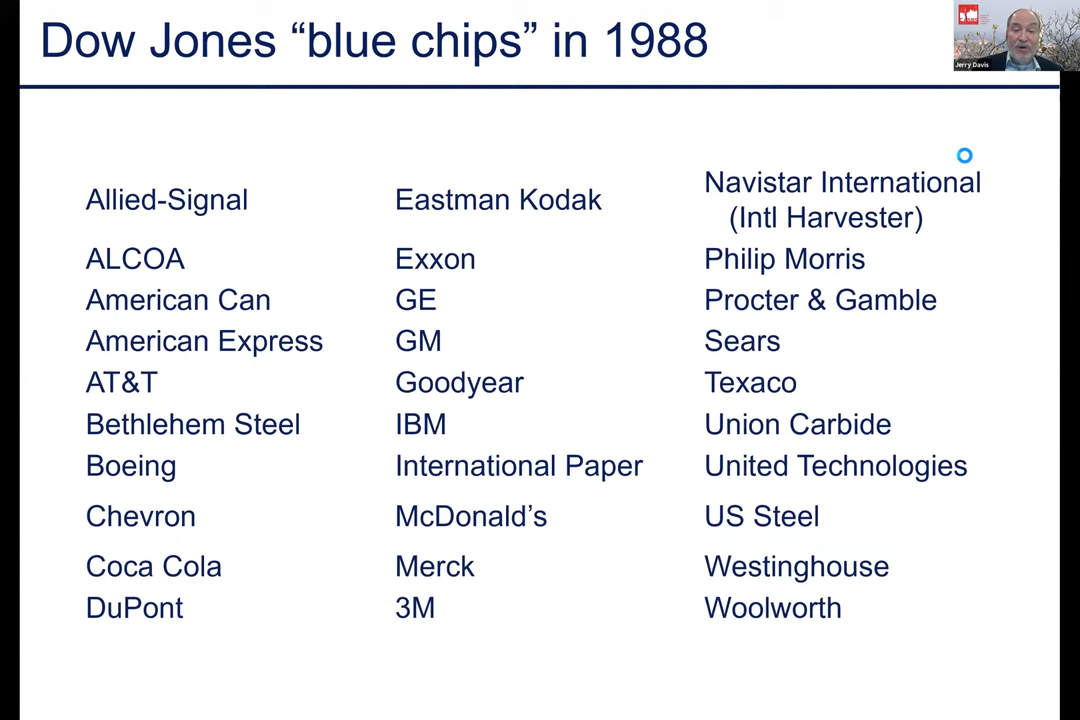 Dow Jones “blue chips” in 1988
Jerry Davis
Allied-Signal
Eastman Kodak
Navistar International
(Intl Harvester)
ALCOA
Exxon
Philip Morris
American Can
GE
Procter & Gamble
American Express
GM
Sears
AT&T
Goodyear
Texaco
Bethlehem Steel
IBM
Union Carbide
Boeing
International Paper
United Technologies
Chevron
McDonald’s
US Steel
Coca Cola
Merck
Westinghouse
DuPont
3M
Woolworth